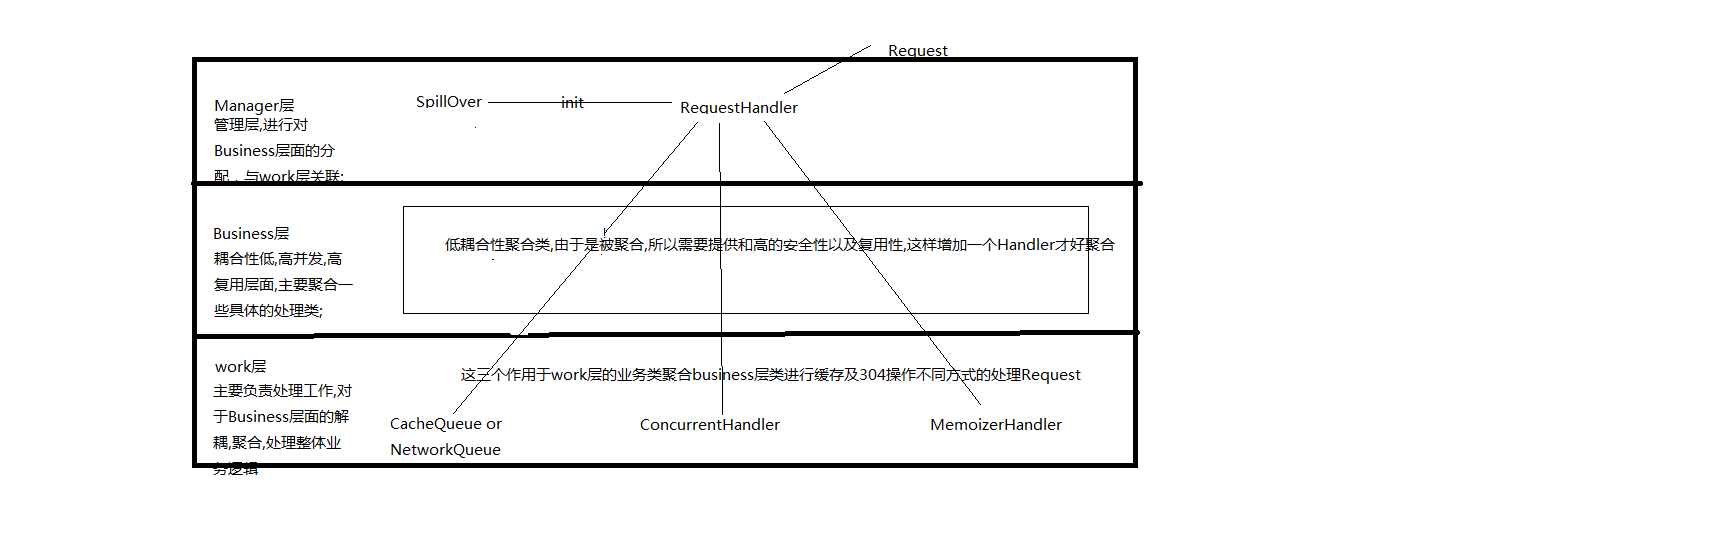 Request
Manager层
SpillOver
init
RequestHandler
管理层,进行对
Business层面的分
配，与work层关联;
Business层
耦合性低,高并发,高
复用层面,主要聚合一
些具体的处理类;
低耦合性聚合类,由于是被聚合,所以需要提供和高的安全性以及复用性,这样增加一个Handler才好聚合
work层
主要负责处理工作,对
于Business层面的解
耦,聚合,处理整体业
务逻辑
这三个作用于work层的业务类聚合business层类进行缓存及304操作不同方式的处理Request
CacheQueue or
NetworkQueue
ConcurrentHandler
MemoizerHandler